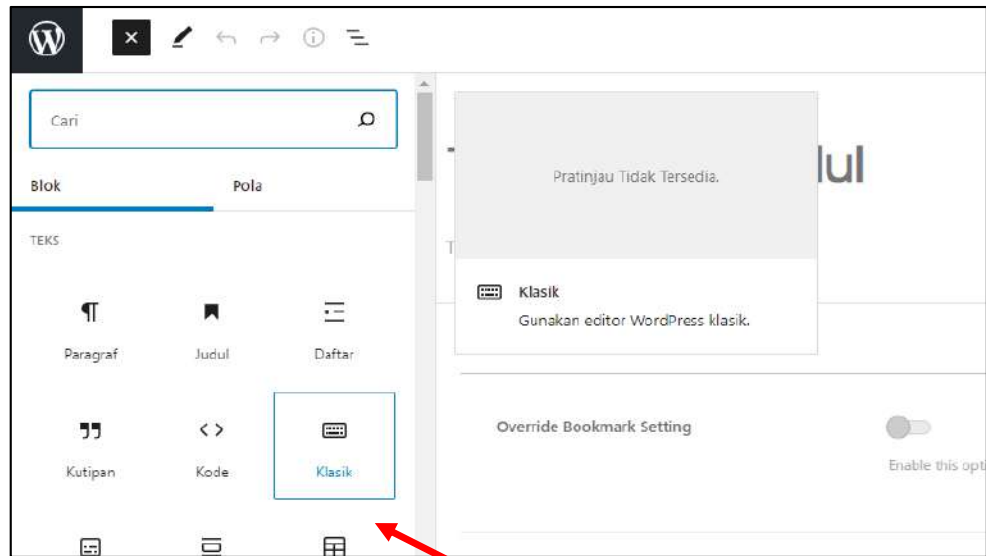 Cari
Blok Pola
TEKS
Paragraf Judul Daftar
Kutipan Kode Klasik
Pratinjau Tidak Tersedia.
Klasik
Gunakan editor WordPress klasik.
lul
Override Bookmark Setting
Enable this opti